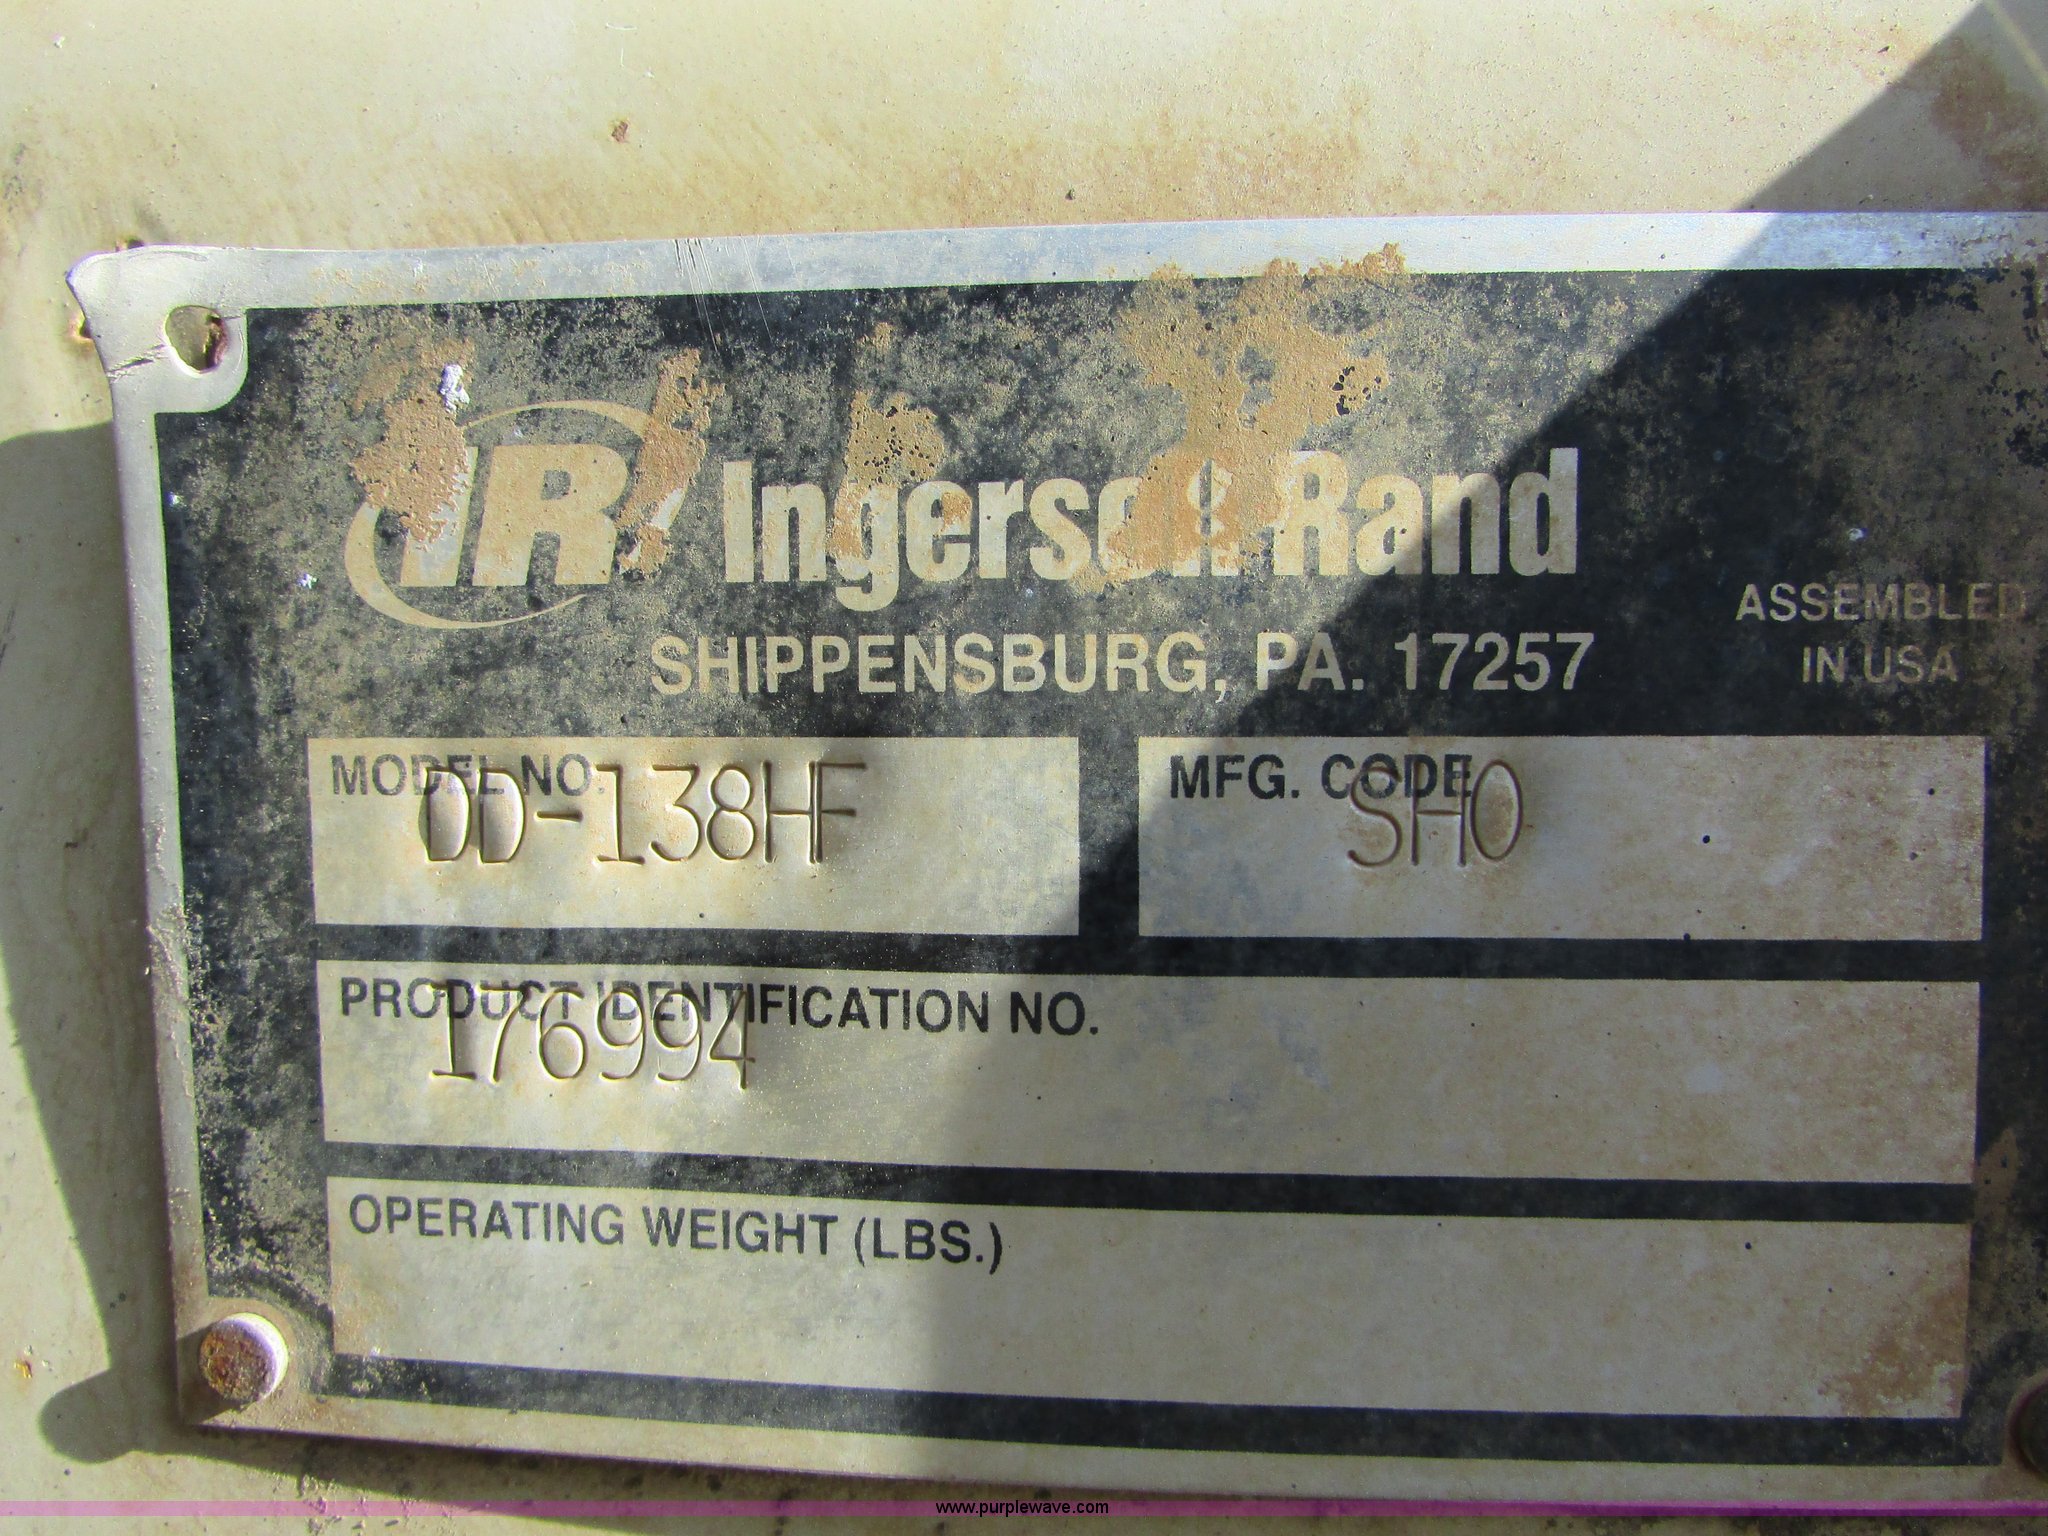 IR Ingersoll-Rand
SHIPPENSBURG, PA. 17257
ASSEMBLED
IN USA
MODEL NO.
DD-138HF
MFG. CODE
SH0
PRODUCT IDENTIFICATION NO.
176994
OPERATING WEIGHT (LBS.)
www.purplewave.com